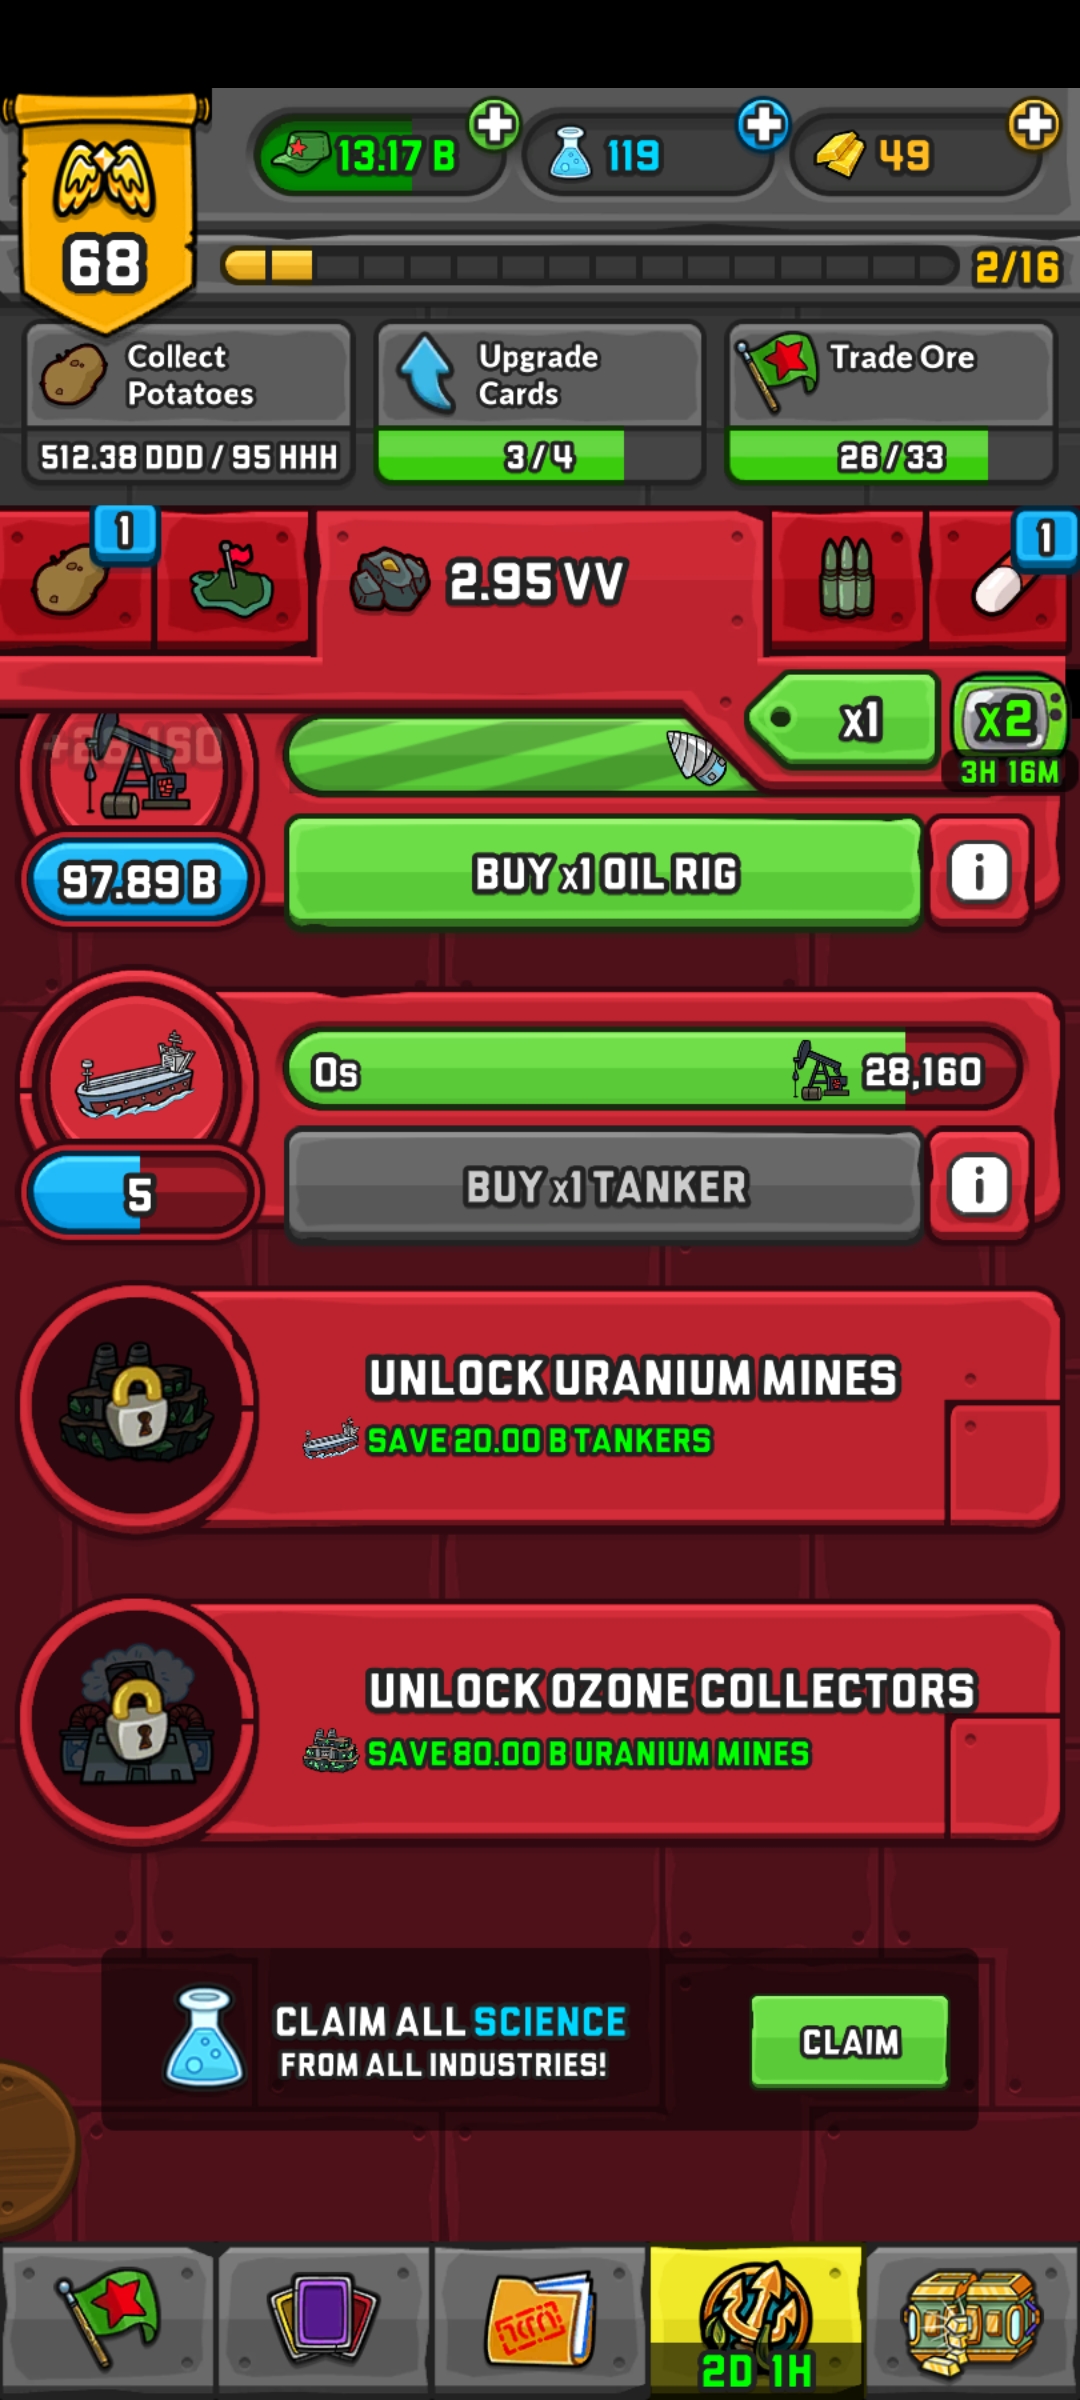 13.17 B
119
49
68
2/16
Collect
Potatoes
Upgrade
Cards
Trade Ore
512.38 DDD / 95 HHH
3/4
26/33
1
2.95 VV
1
x1
x2
3H 16M
+28,160
97.89 B
BUY x1 OIL RIG
i
0s
28,160
5
BUY x1 TANKER
i
UNLOCK URANIUM MINES
SAVE 20.00 B TANKERS
UNLOCK OZONE COLLECTORS
SAVE 80.00 B URANIUM MINES
CLAIM ALL SCIENCE
FROM ALL INDUSTRIES!
CLAIM
2D 1H